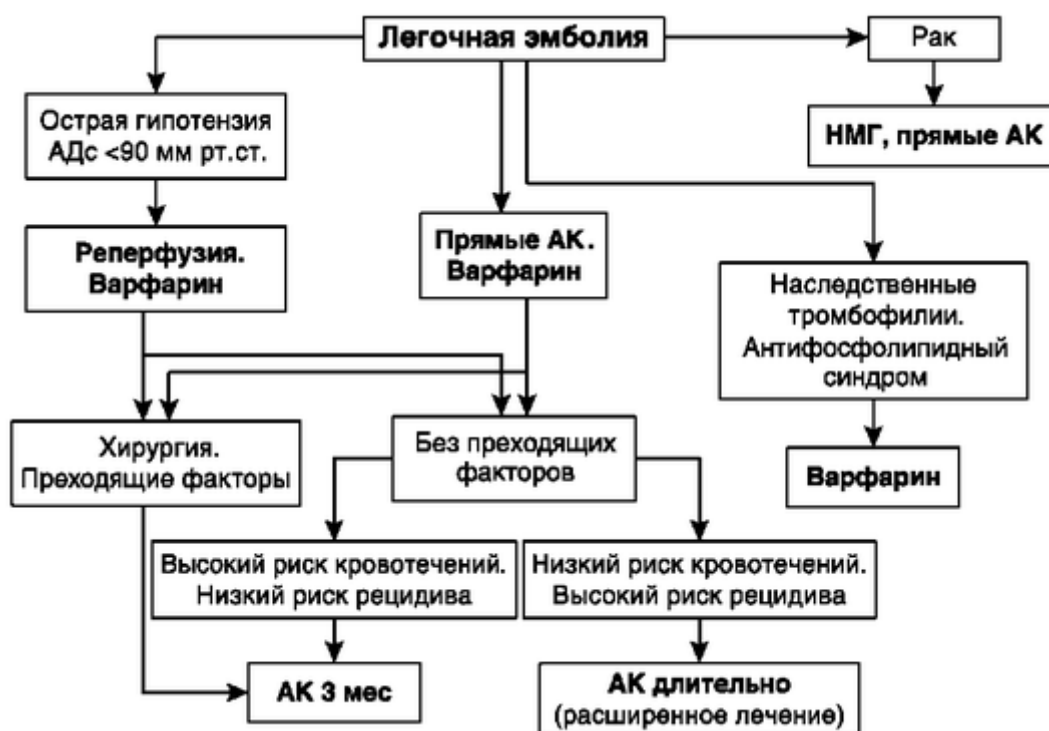 Легочная эмболия
Рак
Острая гипотензия
АДс <90 мм рт.ст.
НМГ, прямые АК
Реперфузия.
Варфарин
Прямые АК.
Варфарин
Наследственные
тромбофилии.
Антифосфолипидный
синдром
Хирургия.
Преходящие факторы
Без преходящих
факторов
Варфарин
Высокий риск кровотечений.
Низкий риск рецидива
Низкий риск кровотечений.
Высокий риск рецидива
АК 3 мес
АК длительно
(расширенное лечение)